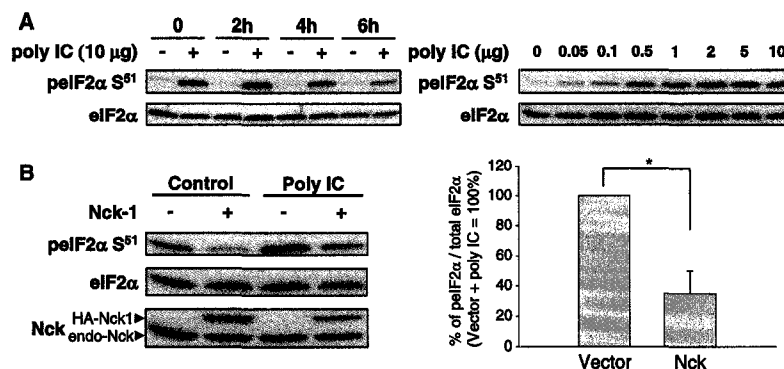 A
0 2h 4h 6h
poly IC (10 µg) - + - + - + - +
peIF2α S51
eIF2α
poly IC (µg) 0 0.05 0.1 0.5 1 2 5 10
peIF2α S51
eIF2α
B
Control Poly IC
Nck-1 - + - +
peIF2α S51
eIF2α
Nck
HA-Nck1
endo-Nck
% of peIF2α / total eIF2α
(Vector + poly IC = 100%)
120
100
80
60
40
20
0
*
Vector Nck